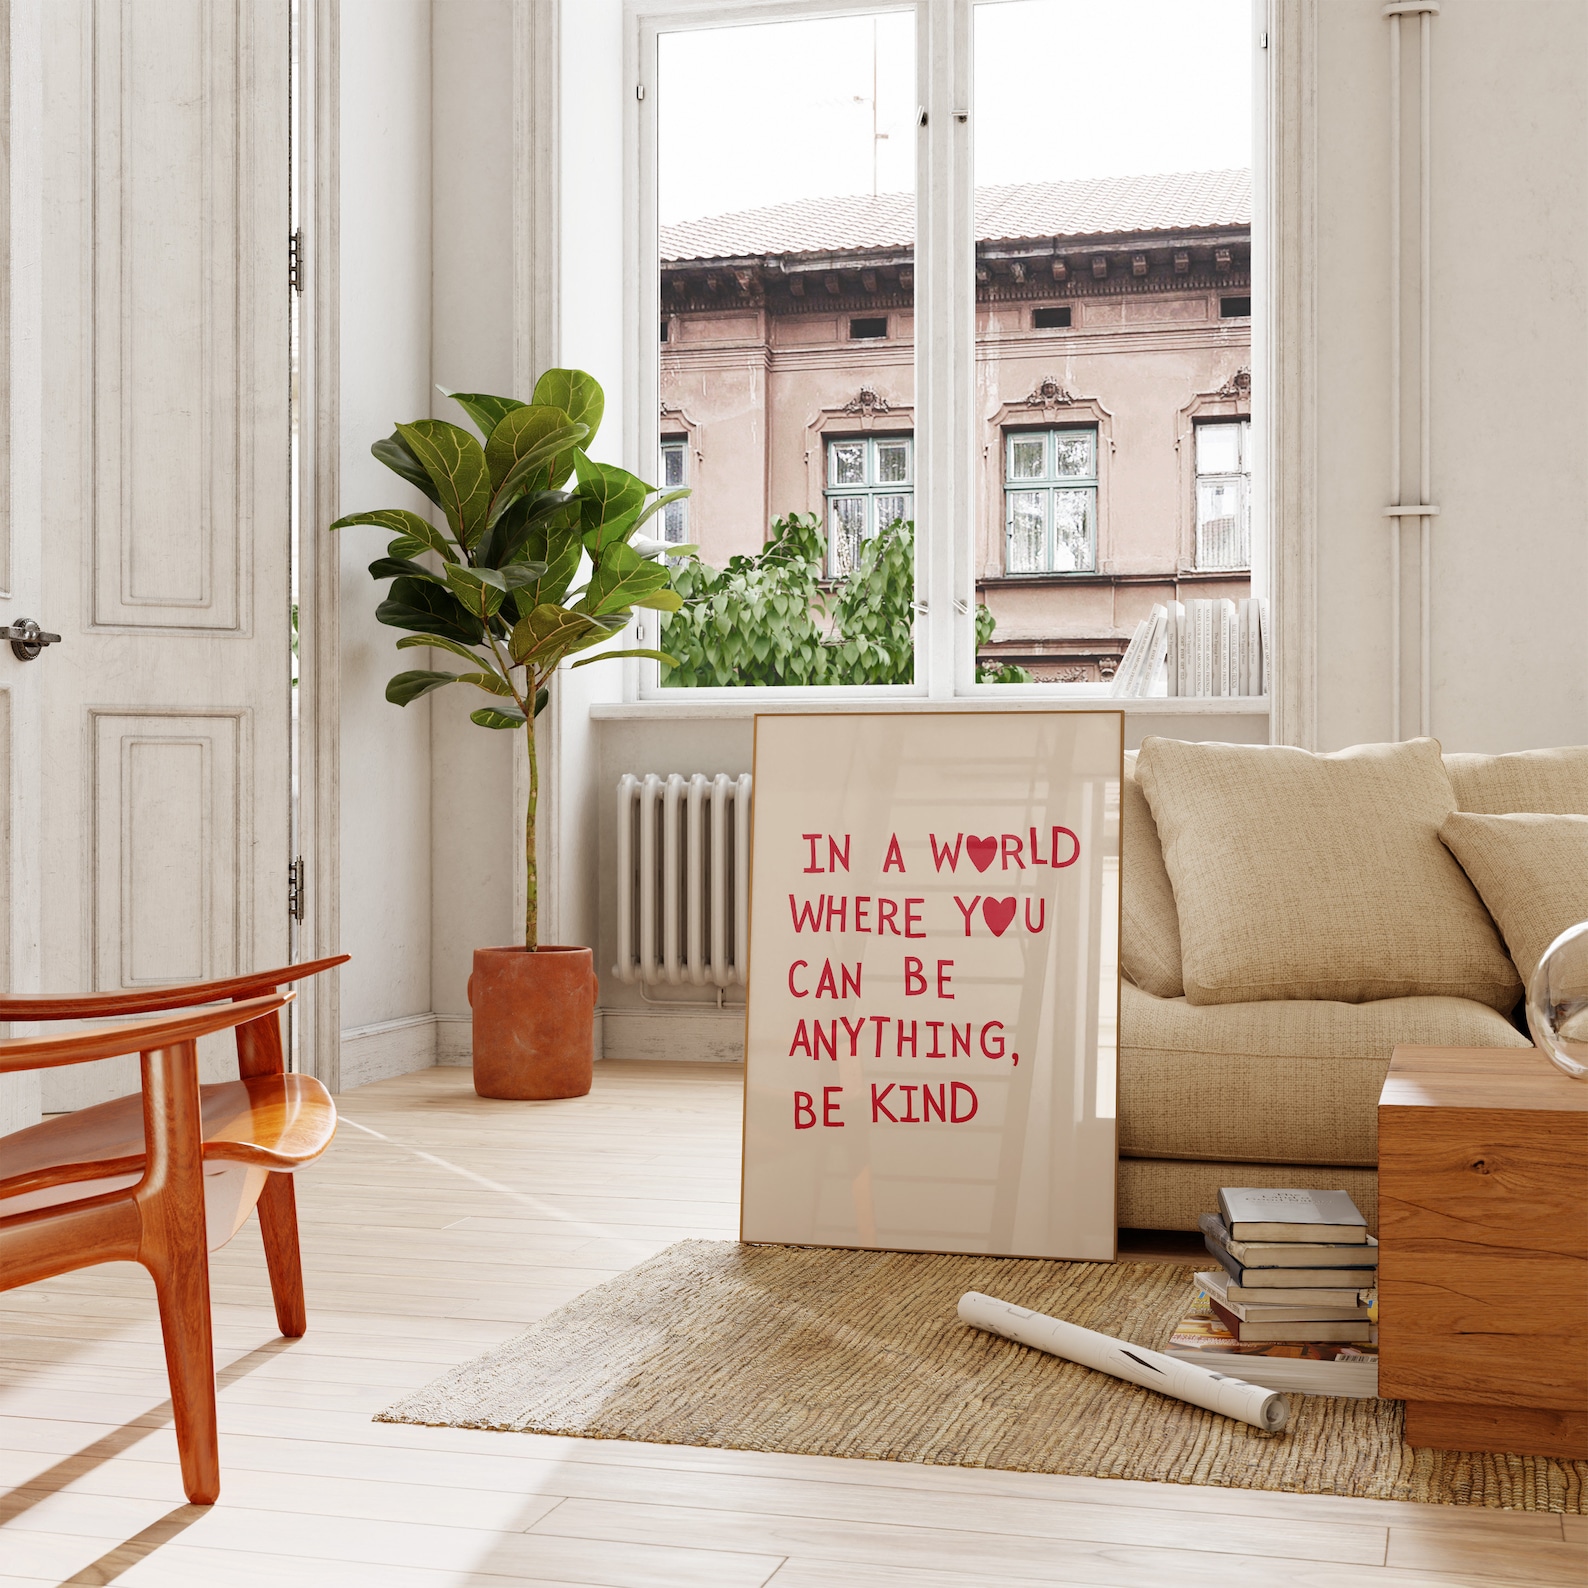 IN A W♥RLD
WHERE Y♥U
CAN BE
ANYTHING,
BE KIND